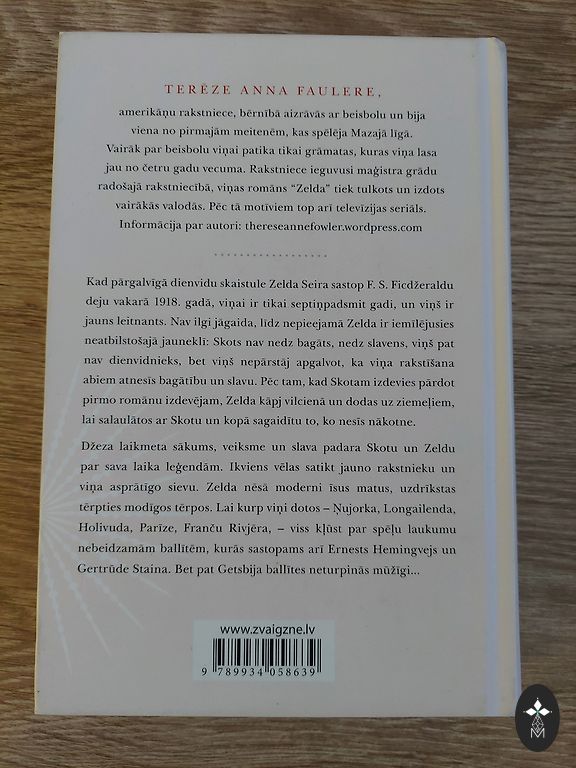 TERĒZE ANNA FAULERE,
amerikāņu rakstniece, bērnībā aizrāvās ar beisbolu un bija
viena no pirmajām meitenēm, kas spēlēja Mazajā līgā.
Vairāk par beisbolu viņai patika tikai grāmatas, kuras viņa lasa
jau no četru gadu vecuma. Rakstniece ieguvusi maģistra grādu
radošajā rakstniecībā, viņas romāns “Zelda” tiek tulkots un izdots
vairākās valodās. Pēc tā motīviem top arī televīzijas seriāls.
Informācija par autori: thereseannefowler.wordpress.com
Kad pārgalvīgā dienvidu skaistule Zelda Seira sastop F. S. Ficdžeraldu
deju vakarā 1918. gadā, viņai ir tikai septiņpadsmit gadi, un viņš ir
jauns leitnants. Nav ilgi jāgaida, līdz nepieejamā Zelda ir iemīlējusies
neatbilstošajā jauneklī: Skots nav nedz bagāts, nedz slavens, viņš pat
nav dienvidnieks, bet viņš nepārstāj apgalvot, ka viņa rakstīšana
abiem atnesīs bagātību un slavu. Pēc tam, kad Skotam izdevies pārdot
pirmo romānu izdevējam, Zelda kāpj vilcienā un dodas uz ziemeļiem,
lai salaulātos ar Skotu un kopā sagaidītu to, ko nesīs nākotne.
Džeza laikmeta sākums, veiksme un slava padara Skotu un Zeldu
par sava laika leģendām. Ikviens vēlas satikt jauno rakstnieku un
viņa asprātīgo sievu. Zelda nēsā moderni īsus matus, uzdrīkstas
tērpties modīgos tērpos. Lai kurp viņi dotos – Ņujorka, Longailenda,
Holivuda, Parīze, Franču Rivjēra, – viss kļūst par spēļu laukumu
nebeidzamām ballītēm, kurās sastopams arī Ernests Hemingvejs un
Gertrūde Staina. Bet pat Getsbija ballītes neturpinās mūžīgi...
www.zvaigzne.lv
9 789934 058639
M